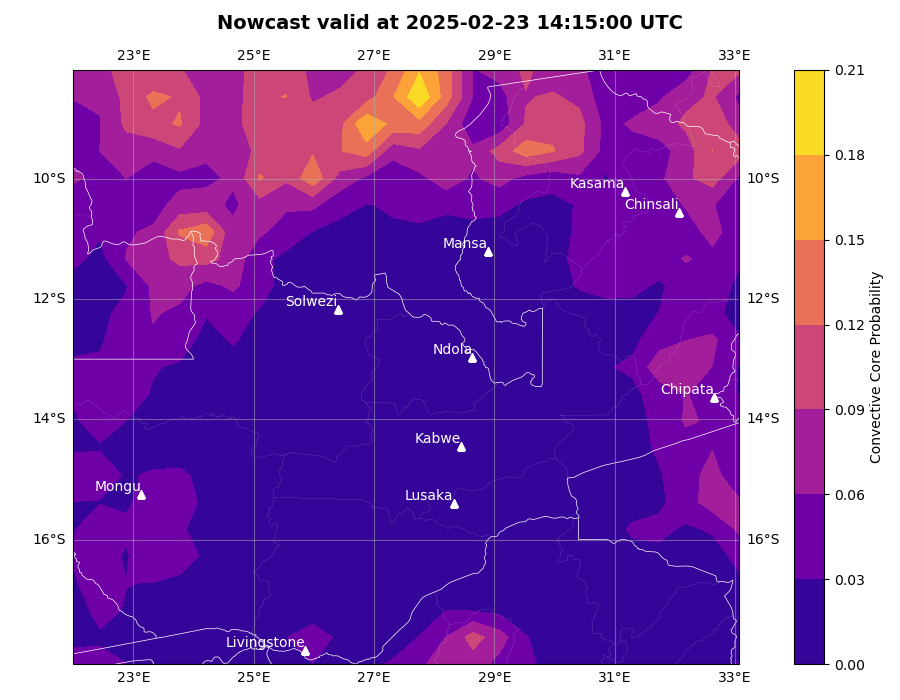 Nowcast valid at 2025-02-23 14:15:00 UTC
23°E 25°E 27°E 29°E 31°E 33°E
0.21
0.18
10°S 10°S
Kasama
Chinsali
0.15
Mansa
12°S 12°S
Solwezi
0.12
Ndola
Chipata
0.09
14°S 14°S
Kabwe
Convective Core Probability
Mongu
Lusaka
0.06
16°S 16°S
0.03
Livingstone
0.00
23°E 25°E 27°E 29°E 31°E 33°E